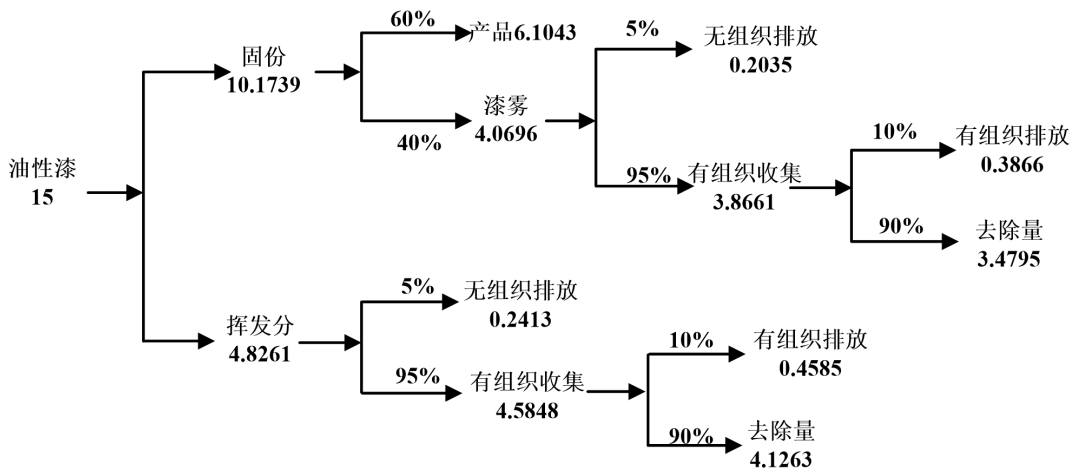 油性漆
15
固份
10.1739
60%
产品6.1043
40%
漆雾
4.0696
5%
无组织排放
0.2035
95%
有组织收集
3.8661
10%
有组织排放
0.3866
90%
去除量
3.4795
挥发分
4.8261
5%
无组织排放
0.2413
95%
有组织收集
4.5848
10%
有组织排放
0.4585
90%
去除量
4.1263